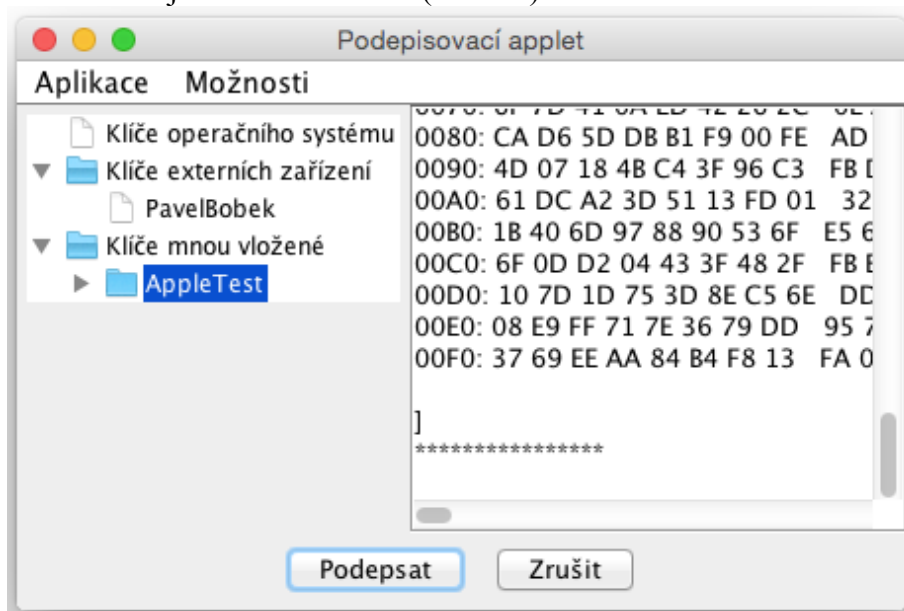 Podepisovací applet
Aplikace Možnosti
Klíče operačního systému
Klíče externích zařízení
PavelBobek
Klíče mnou vložené
AppleTest
0080: CA D6 5D DB B1 F9 00 FE AD
0090: 4D 07 18 4B C4 3F 96 C3 FB
00A0: 61 DC A2 3D 51 13 FD 01 32
00B0: 1B 40 6D 97 88 90 53 6F E5 6
00C0: 6F 0D D2 04 43 3F 48 2F FB
00D0: 10 7D 1D 75 3D 8E C5 6E DD
00E0: 08 E9 FF 71 7E 36 79 DD 95 7
00F0: 37 69 EE AA 84 B4 F8 13 FA 0
]
****************
Podepsat Zrušit